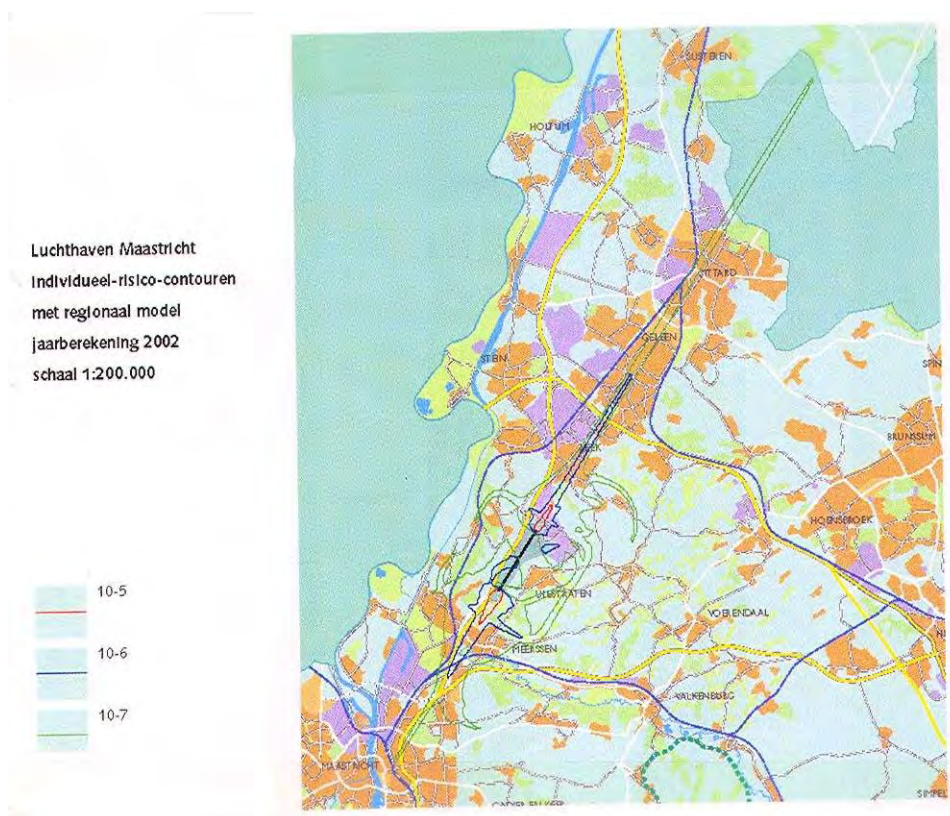 Luchthaven Maastricht
individueel-risico-contouren
met regionaal model
jaarberekening 2002
schaal 1:200.000
10-5
10-6
10-7
SUSTEREN
HOLTUM
SITTARD
GELEEN
STEIN
SPIN
BRUNSSUM
BEEK
HOENSBROEK
ULESTRATEN
VOERENDAAL
MEERSSEN
VALKENBURG
MAASTRICHT
SIMPEL